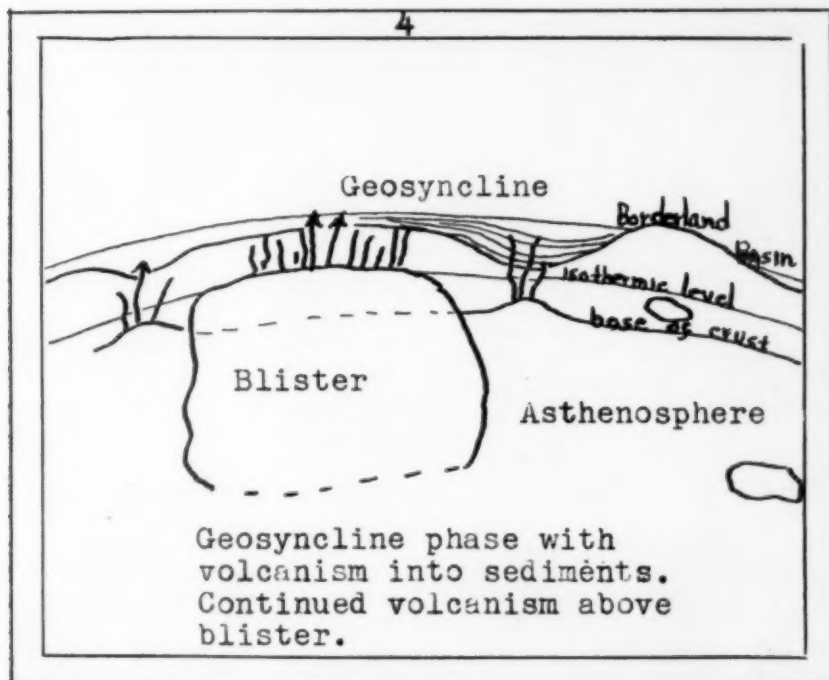 4
Geosyncline
Borderland
Basin
isothermic level
base of crust
Blister
Asthenosphere
Geosyncline phase with
volcanism into sediments.
Continued volcanism above
blister.